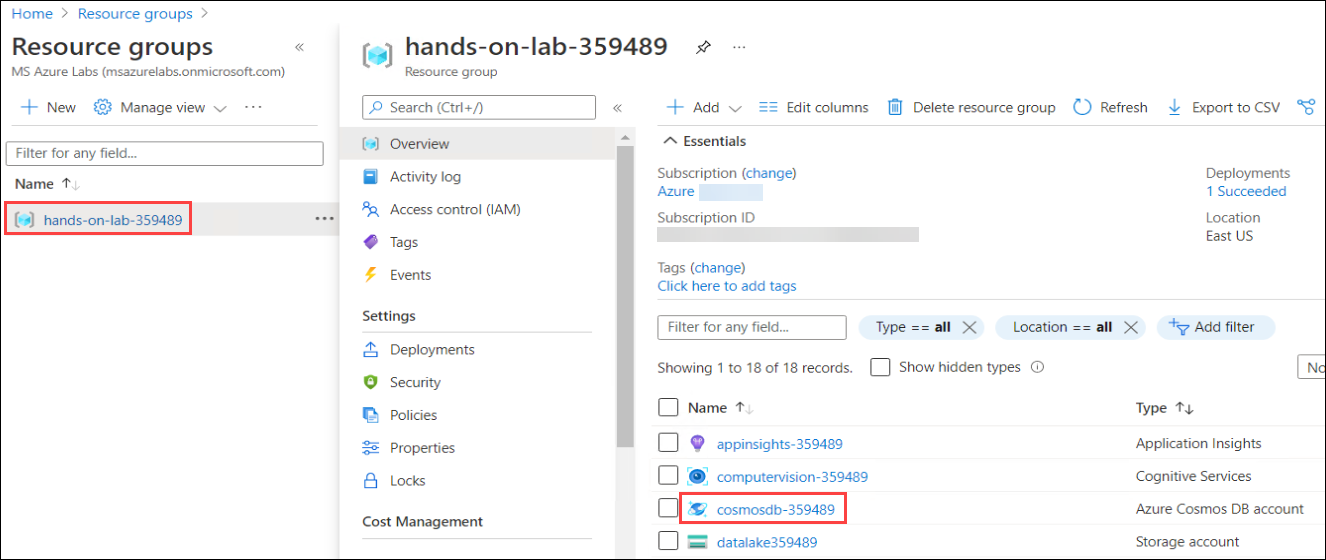 Home > Resource groups >
Resource groups «
MS Azure Labs (msazurelabs.onmicrosoft.com)
+ New Manage view ...
Filter for any field...
Name ↑↓
hands-on-lab-359489 ...
hands-on-lab-359489 ...
Resource group
Search (Ctrl+/) «
Overview
Activity log
Access control (IAM)
Tags
Events
Settings
Deployments
Security
Policies
Properties
Locks
Cost Management
+ Add Edit columns Delete resource group Refresh Export to CSV
Essentials
Subscription (change)
Azure
Subscription ID
Deployments
1 Succeeded
Location
East US
Tags (change)
Click here to add tags
Filter for any field... Type == all Location == all Add filter
Showing 1 to 18 of 18 records. Show hidden types No
Name ↑↓ Type ↑↓
appinsights-359489 Application Insights
computervision-359489 Cognitive Services
cosmosdb-359489 Azure Cosmos DB account
datalake359489 Storage account